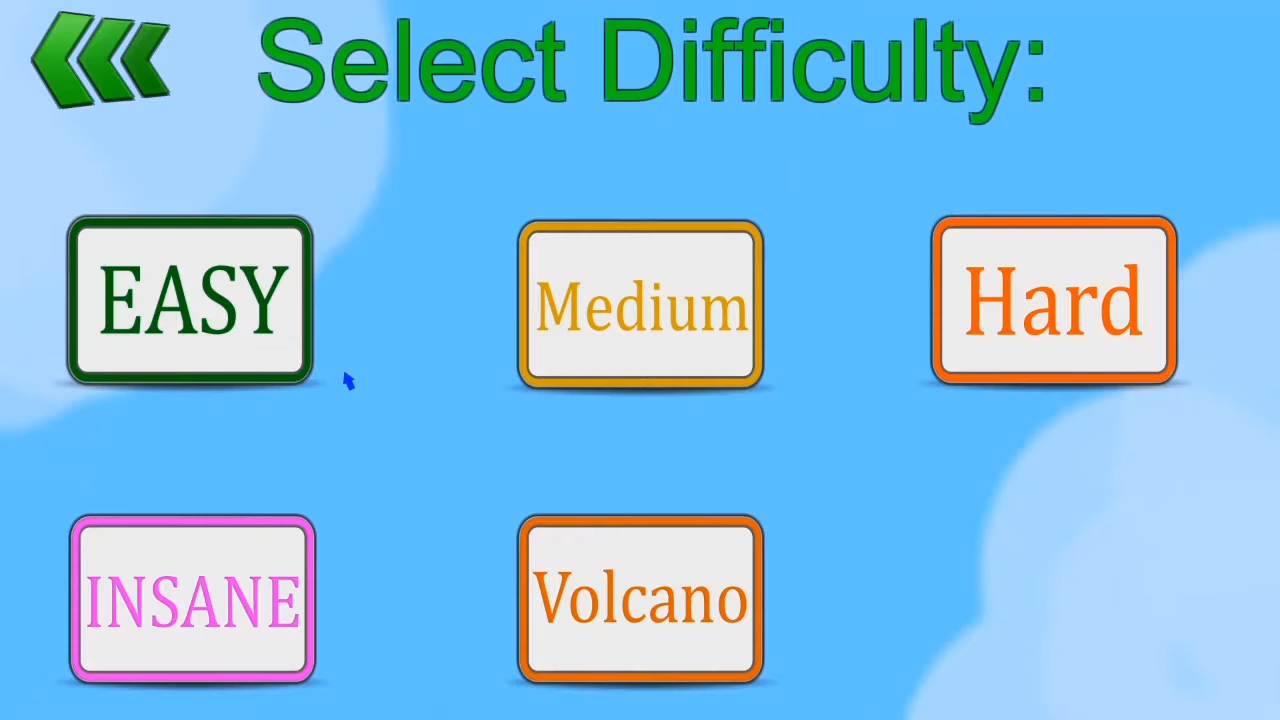 Select Difficulty:
EASY
Medium
Hard
INSANE
Volcano